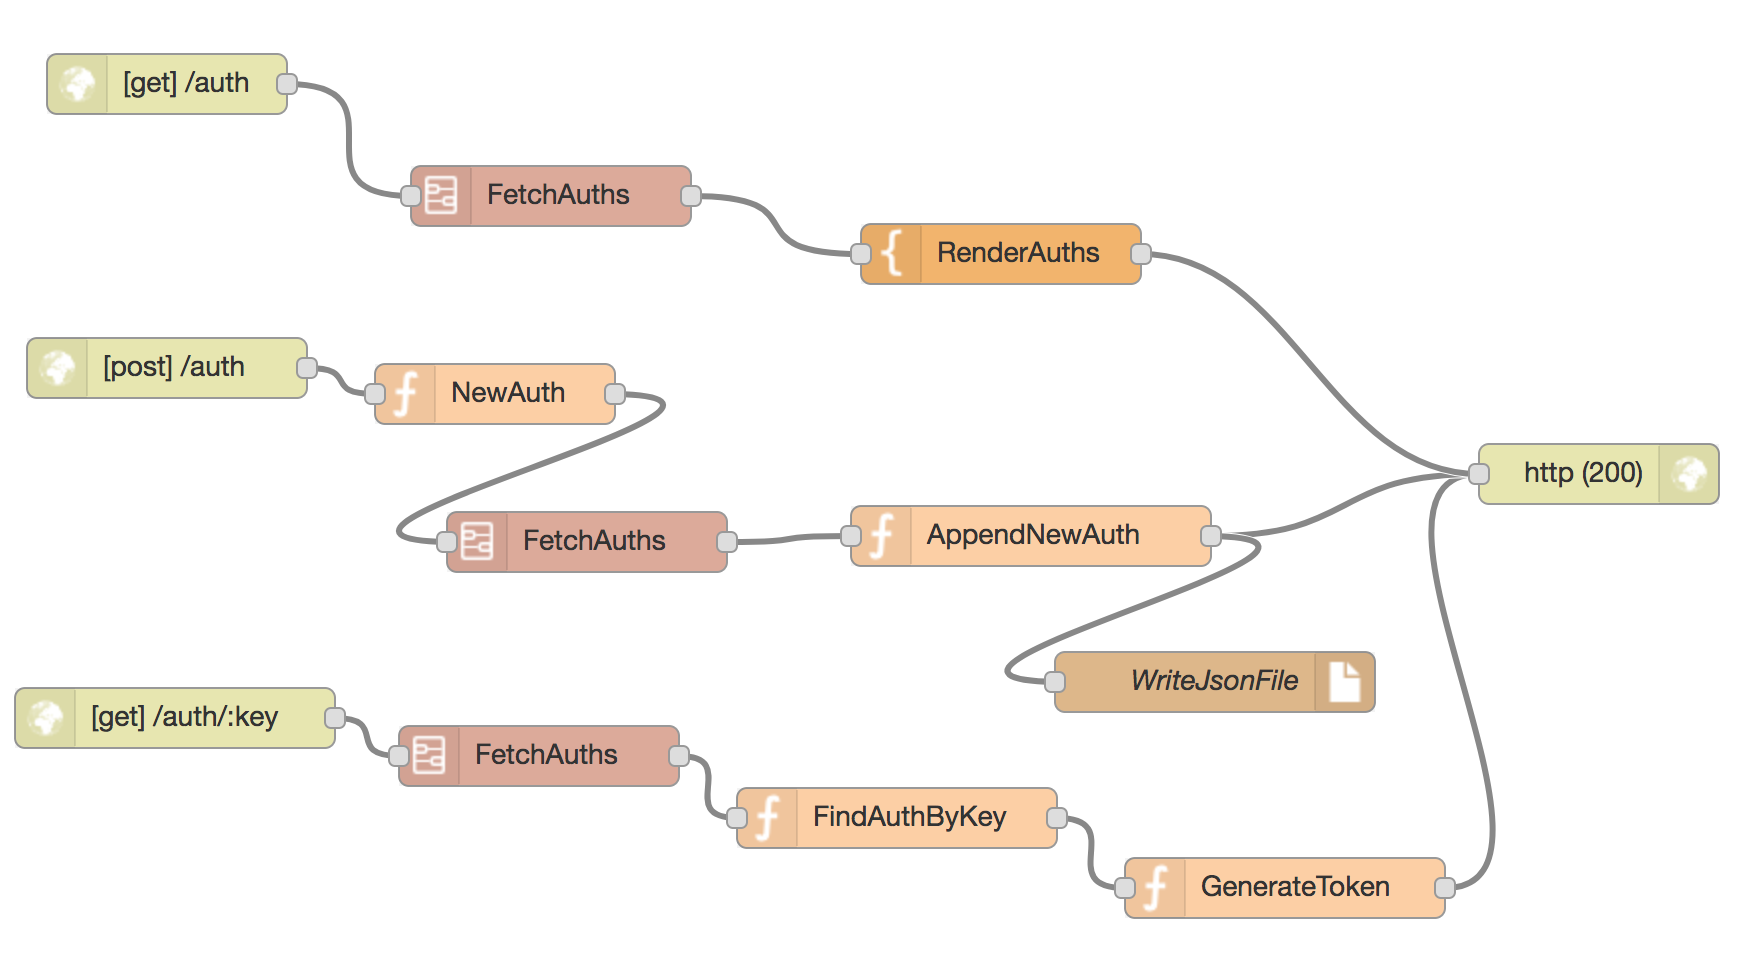 [get] /auth
FetchAuths
RenderAuths
[post] /auth
NewAuth
http (200)
FetchAuths
AppendNewAuth
WriteJsonFile
[get] /auth/:key
FetchAuths
FindAuthByKey
GenerateToken